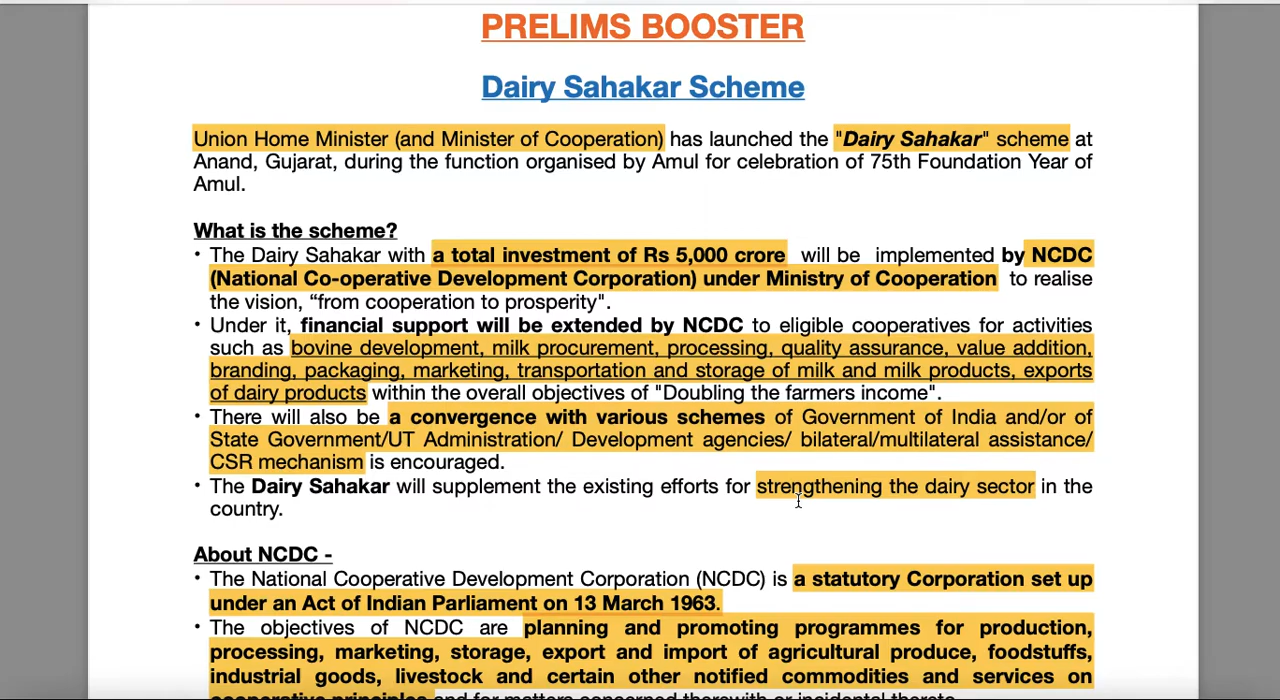 PRELIMS BOOSTER
Dairy Sahakar Scheme
Union Home Minister (and Minister of Cooperation) has launched the "Dairy Sahakar" scheme at
Anand, Gujarat, during the function organised by Amul for celebration of 75th Foundation Year of
Amul.
What is the scheme?
• The Dairy Sahakar with a total investment of Rs 5,000 crore will be implemented by NCDC
(National Co-operative Development Corporation) under Ministry of Cooperation to realise
the vision, “from cooperation to prosperity".
• Under it, financial support will be extended by NCDC to eligible cooperatives for activities
such as bovine development, milk procurement, processing, quality assurance, value addition,
branding, packaging, marketing, transportation and storage of milk and milk products, exports
of dairy products within the overall objectives of "Doubling the farmers income".
• There will also be a convergence with various schemes of Government of India and/or of
State Government/UT Administration/ Development agencies/ bilateral/multilateral assistance/
CSR mechanism is encouraged.
• The Dairy Sahakar will supplement the existing efforts for strengthening the dairy sector in the
country.
About NCDC -
• The National Cooperative Development Corporation (NCDC) is a statutory Corporation set up
under an Act of Indian Parliament on 13 March 1963.
• The objectives of NCDC are planning and promoting programmes for production,
processing, marketing, storage, export and import of agricultural produce, foodstuffs,
industrial goods, livestock and certain other notified commodities and services on
cooperative principles and for matters concerned therewith or incidental thereto.